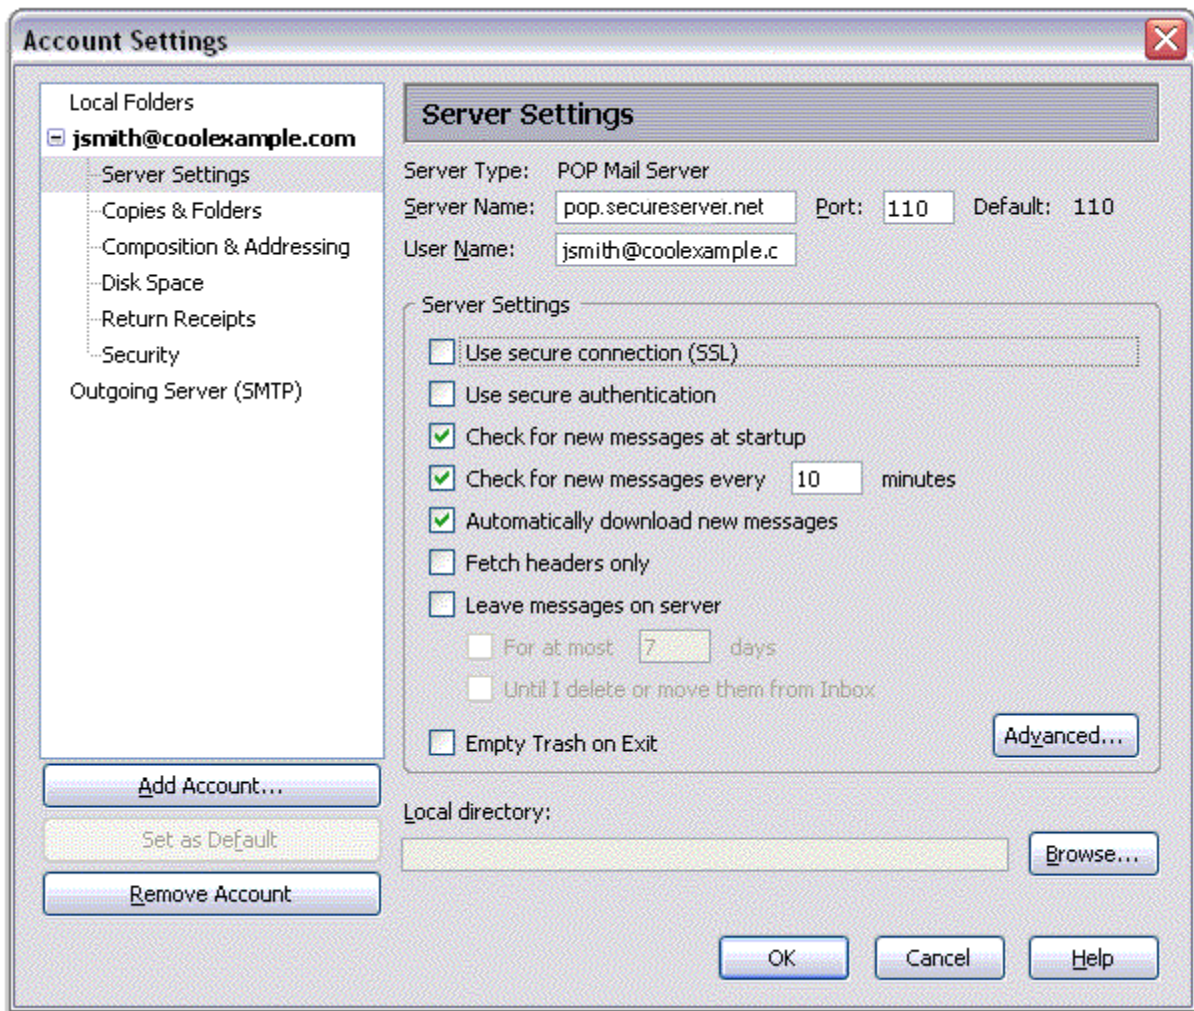 Account Settings
Local Folders
jsmith@coolexample.com
Server Settings
Copies & Folders
Composition & Addressing
Disk Space
Return Receipts
Security
Outgoing Server (SMTP)
Add Account...
Set as Default
Remove Account
Server Settings
Server Type: POP Mail Server
Server Name: pop.secureserver.net Port: 110 Default: 110
User Name: jsmith@coolexample.c
Server Settings
Use secure connection (SSL)
Use secure authentication
Check for new messages at startup
Check for new messages every 10 minutes
Automatically download new messages
Fetch headers only
Leave messages on server
For at most 7 days
Until I delete or move them from Inbox
Empty Trash on Exit
Advanced...
Local directory:
Browse...
OK Cancel Help